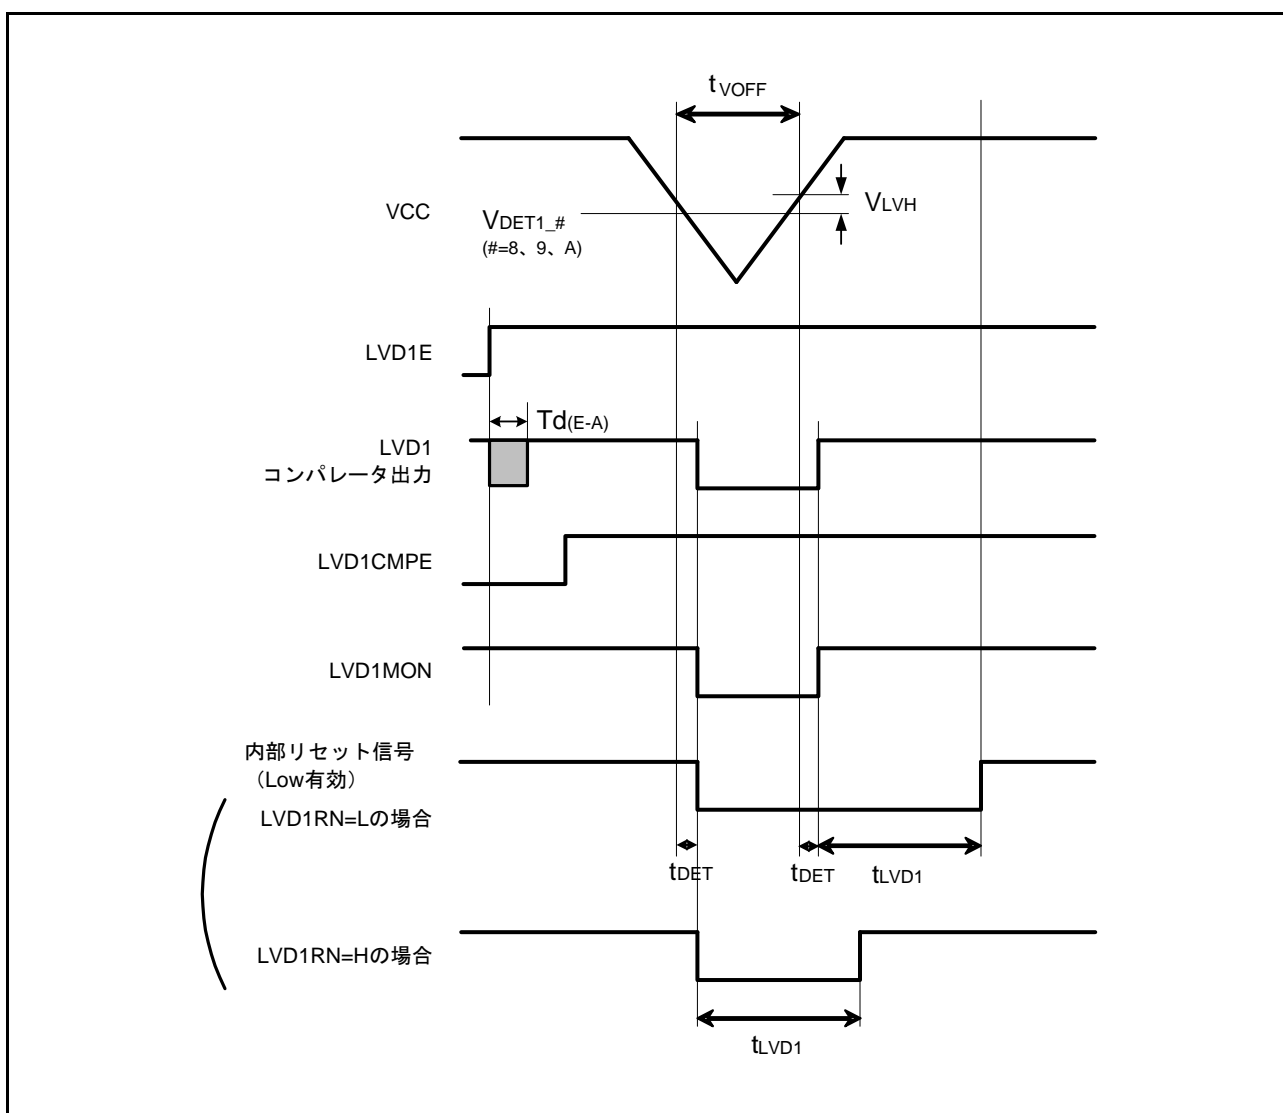 tVOFF
VCC
VDET1_#
(#=8、9、A)
VLVH
LVD1E
Td(E-A)
LVD1
コンパレータ出力
LVD1CMPE
LVD1MON
内部リセット信号
（Low有効）
LVD1RN=Lの場合
tDET
tDET
tLVD1
LVD1RN=Hの場合
tLVD1